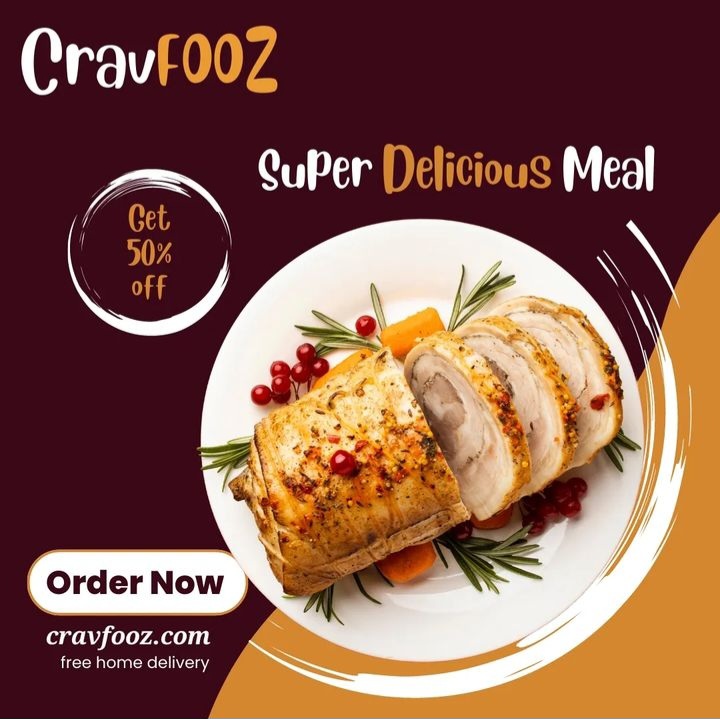 CravFOOZ
SuPer Delicious Meal
Get
50%
off
Order Now
cravfooz.com
free home delivery